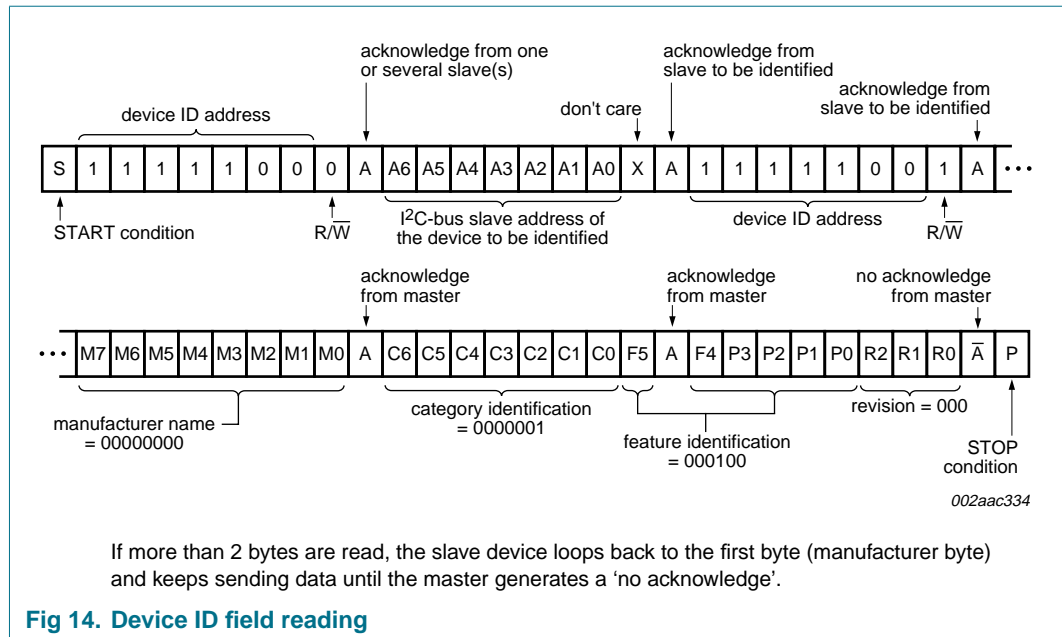 acknowledge from one
or several slave(s)
acknowledge from
slave to be identified
acknowledge from
slave to be identified
device ID address
don't care
S 1 1 1 1 1 0 0 0 A A6 A5 A4 A3 A2 A1 A0 X A 1 1 1 1 1 0 0 1 A •••
START condition
R/W̅
I²C-bus slave address of
the device to be identified
device ID address
R/W̅
acknowledge
from master
acknowledge
from master
no acknowledge
from master
••• M7 M6 M5 M4 M3 M2 M1 M0 A C6 C5 C4 C3 C2 C1 C0 F5 A F4 P3 P2 P1 P0 R2 R1 R0 A̅ P
manufacturer name
= 00000000
category identification
= 0000001
feature identification
= 000100
revision = 000
STOP
condition
002aac334
If more than 2 bytes are read, the slave device loops back to the first byte (manufacturer byte)
and keeps sending data until the master generates a ‘no acknowledge’.
Fig 14. Device ID field reading